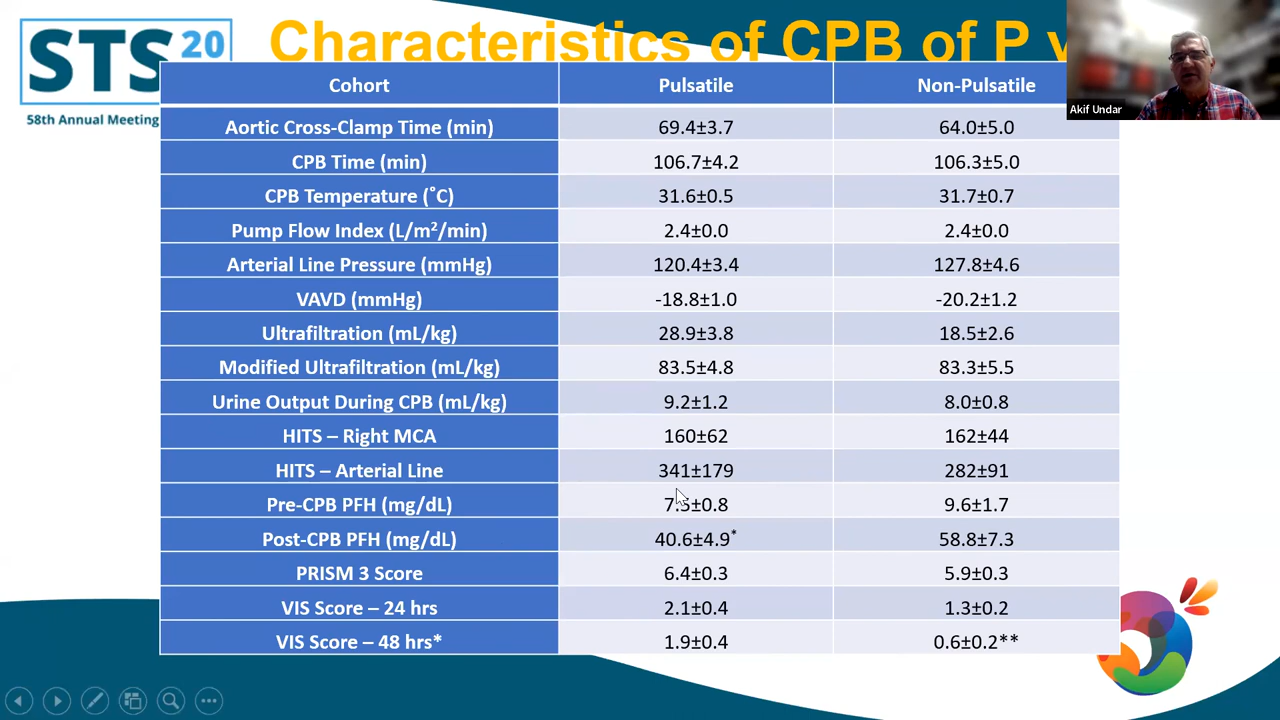 STS 20
58th Annual Meeting
Characteristics of CPB of P v
Akif Undar
Cohort Pulsatile Non-Pulsatile
Aortic Cross-Clamp Time (min) 69.4±3.7 64.0±5.0
CPB Time (min) 106.7±4.2 106.3±5.0
CPB Temperature (˚C) 31.6±0.5 31.7±0.7
Pump Flow Index (L/m²/min) 2.4±0.0 2.4±0.0
Arterial Line Pressure (mmHg) 120.4±3.4 127.8±4.6
VAVD (mmHg) -18.8±1.0 -20.2±1.2
Ultrafiltration (mL/kg) 28.9±3.8 18.5±2.6
Modified Ultrafiltration (mL/kg) 83.5±4.8 83.3±5.5
Urine Output During CPB (mL/kg) 9.2±1.2 8.0±0.8
HITS – Right MCA 160±62 162±44
HITS – Arterial Line 341±179 282±91
Pre-CPB PFH (mg/dL) 9.6±1.7
Post-CPB PFH (mg/dL) 40.6±4.9* 58.8±7.3
PRISM 3 Score 6.4±0.3 5.9±0.3
VIS Score – 24 hrs 2.1±0.4 1.3±0.2
VIS Score – 48 hrs* 1.9±0.4 0.6±0.2**